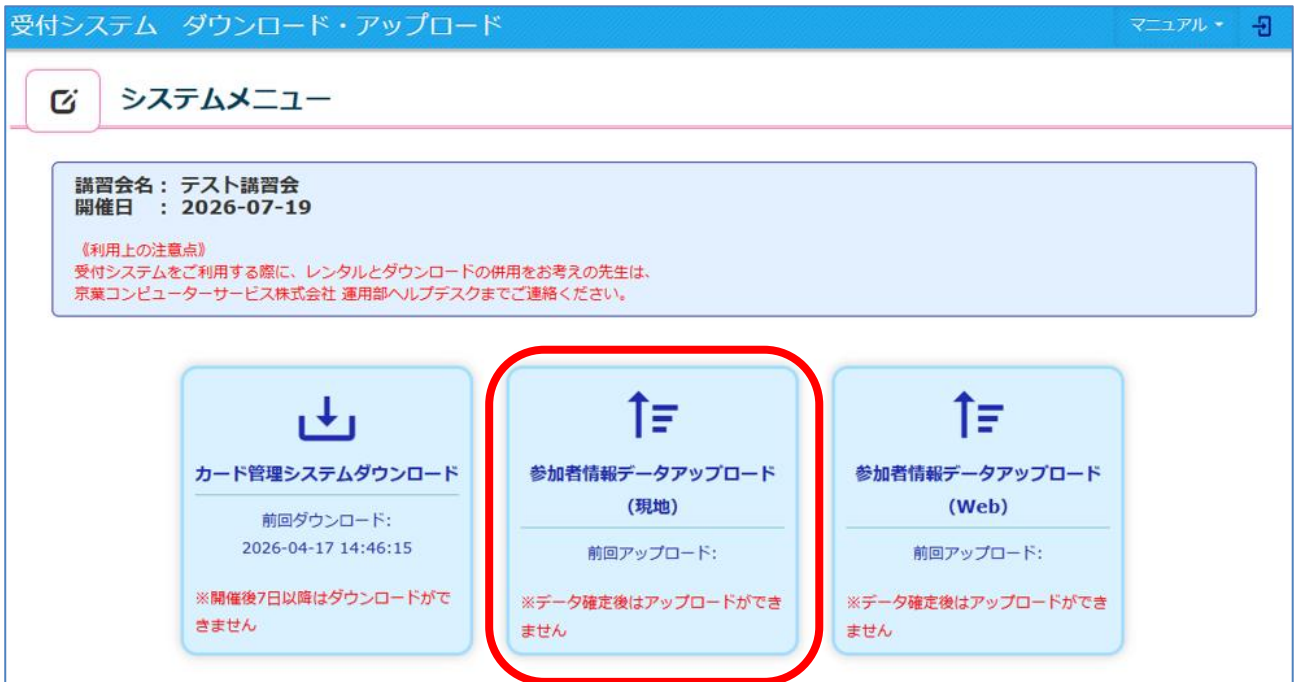 受付システム　ダウンロード・アップロード
マニュアル
システムメニュー
講習会名： テスト講習会
開催日　： 2026-07-19
《利用上の注意点》
受付システムをご利用する際に、レンタルとダウンロードの併用をお考えの先生は、
京葉コンピューターサービス株式会社 運用部ヘルプデスクまでご連絡ください。
カード管理システムダウンロード
前回ダウンロード:
2026-04-17 14:46:15
※開催後7日以降はダウンロードがで
きません
参加者情報データアップロード
（現地）
前回アップロード:
※データ確定後はアップロードができ
ません
参加者情報データアップロード
（Web）
前回アップロード:
※データ確定後はアップロードができ
ません